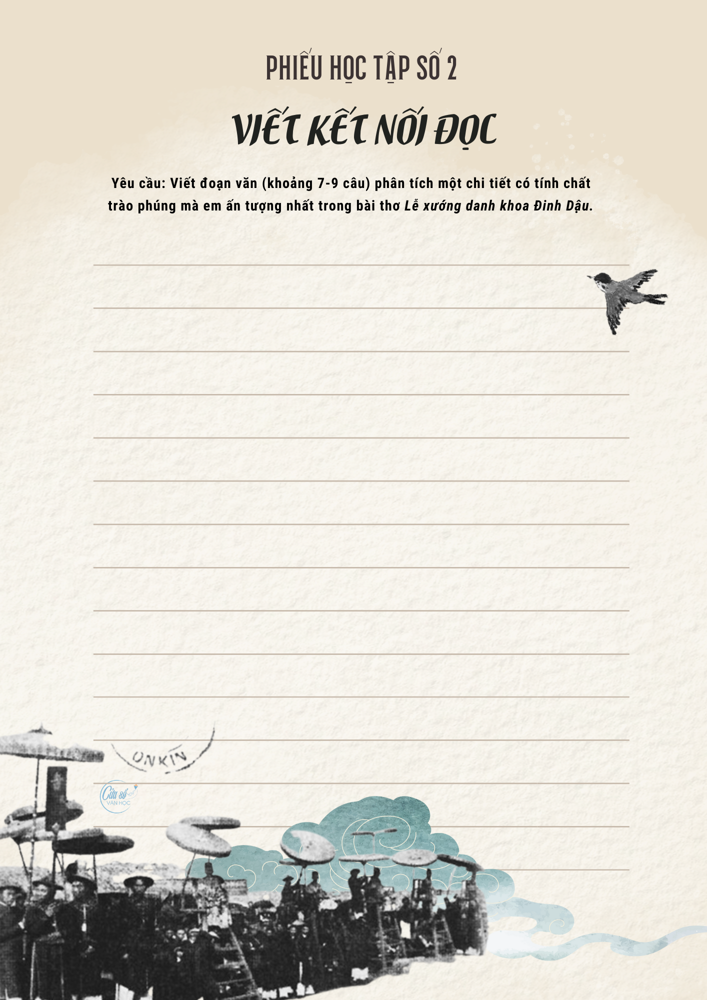 PHIẾU HỌC TẬP SỐ 2
VIẾT KẾT NỐI ĐỌC
Yêu cầu: Viết đoạn văn (khoảng 7-9 câu) phân tích một chi tiết có tính chất
trào phúng mà em ấn tượng nhất trong bài thơ Lễ xướng danh khoa Đinh Dậu.
ONKIN
Cửa sổ
VĂN HỌC